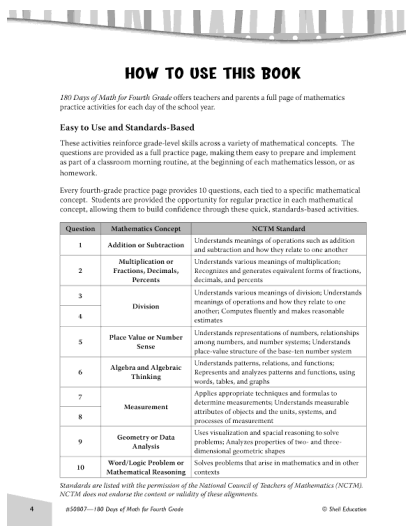 HOW TO USE THIS BOOK
180 Days of Math for Fourth Grade offers teachers and parents a full page of mathematics
practice activities for each day of the school year.
Easy to Use and Standards-Based
These activities reinforce grade-level skills across a variety of mathematical concepts. The
questions are provided as a full practice page, making them easy to prepare and implement
as part of a classroom morning routine, at the beginning of each mathematics lesson, or as
homework.
Every fourth-grade practice page provides 10 questions, each tied to a specific mathematical
concept. Students are provided the opportunity for regular practice in each mathematical
concept, allowing them to build confidence through these quick, standards-based activities.
Question Mathematics Concept NCTM Standard
1 Addition or Subtraction Understands meanings of operations such as addition
and subtraction and how they relate to one another
2 Multiplication or
Fractions, Decimals,
Percents
Understands various meanings of multiplication;
Recognizes and generates equivalent forms of fractions,
decimals, and percents
3
4
Division
Understands various meanings of division; Understands
meanings of operations and how they relate to one
another; Computes fluently and makes reasonable
estimates
5 Place Value or Number
Sense
Understands representations of numbers, relationships
among numbers, and number systems; Understands
place-value structure of the base-ten number system
6 Algebra and Algebraic
Thinking
Understands patterns, relations, and functions;
Represents and analyzes patterns and functions, using
words, tables, and graphs
7
8
Measurement
Applies appropriate techniques and formulas to
determine measurements; Understands measurable
attributes of objects and the units, systems, and
processes of measurement
9 Geometry or Data
Analysis
Uses visualization and spacial reasoning to solve
problems; Analyzes properties of two- and three-
dimensional geometric shapes
10 Word/Logic Problem or
Mathematical Reasoning
Solves problems that arise in mathematics and in other
contexts
Standards are listed with the permission of the National Council of Teachers of Mathematics (NCTM).
NCTM does not endorse the content or validity of these alignments.
4 #50807—180 Days of Math for Fourth Grade © Shell Education